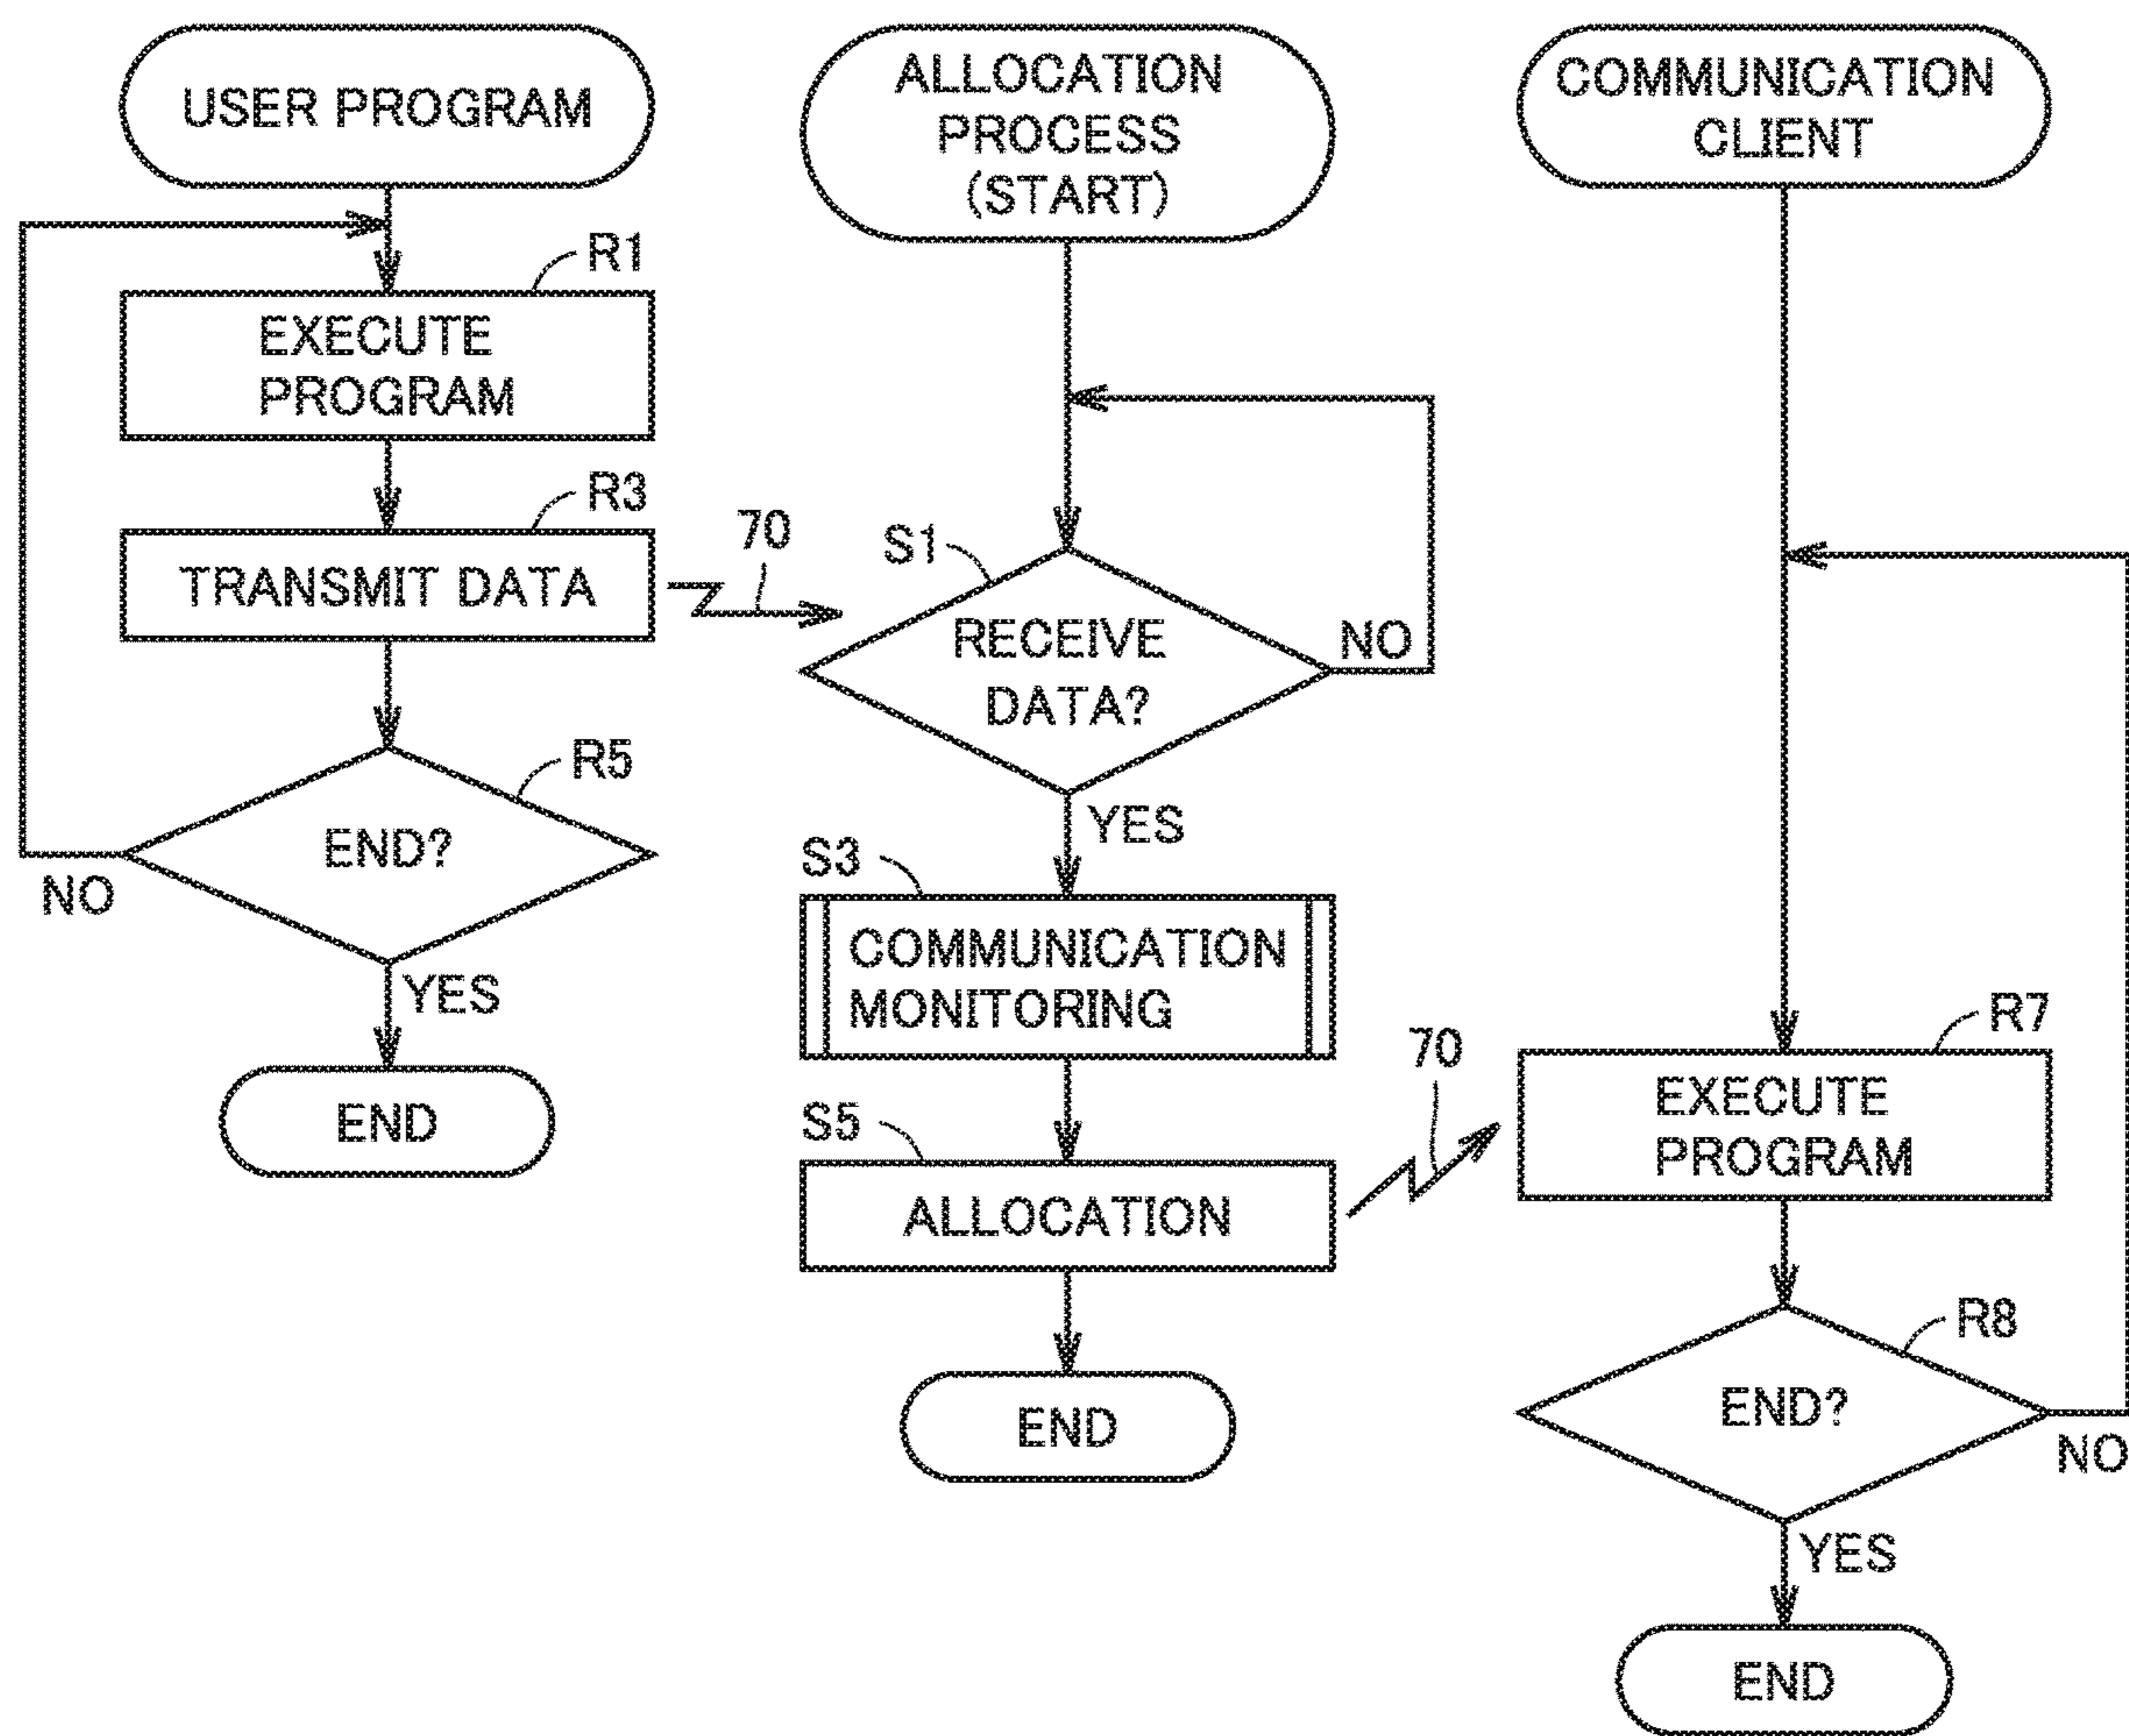 USER PROGRAM
R1
EXECUTE
PROGRAM
R3
TRANSMIT DATA
70
R5
END?
NO
YES
END
ALLOCATION
PROCESS
(START)
S1
RECEIVE
DATA?
NO
YES
S3
COMMUNICATION
MONITORING
S5
ALLOCATION
70
END
COMMUNICATION
CLIENT
R7
EXECUTE
PROGRAM
R8
END?
NO
YES
END